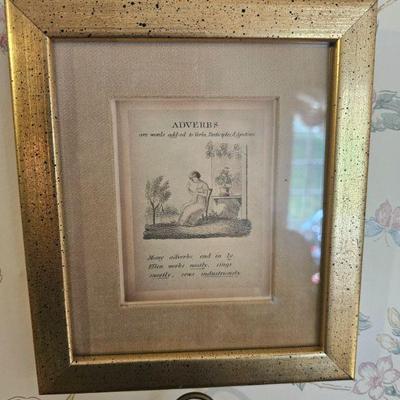 ADVERBS
are words added to Verbs, Participles, Adjectives.
Many adverbs end in ly.
Ellen works neatly, sings
sweetly, sews industriously.